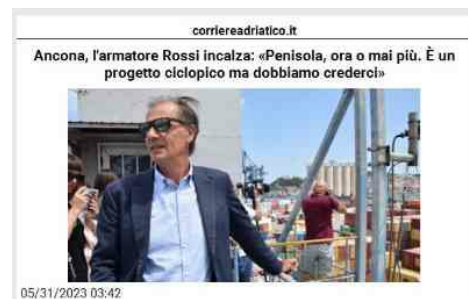 corriereadriatico.it
Ancona, l'armatore Rossi incalza: «Penisola, ora o mai più. È un
progetto ciclopico ma dobbiamo crederci»
05/31/2023 03:42